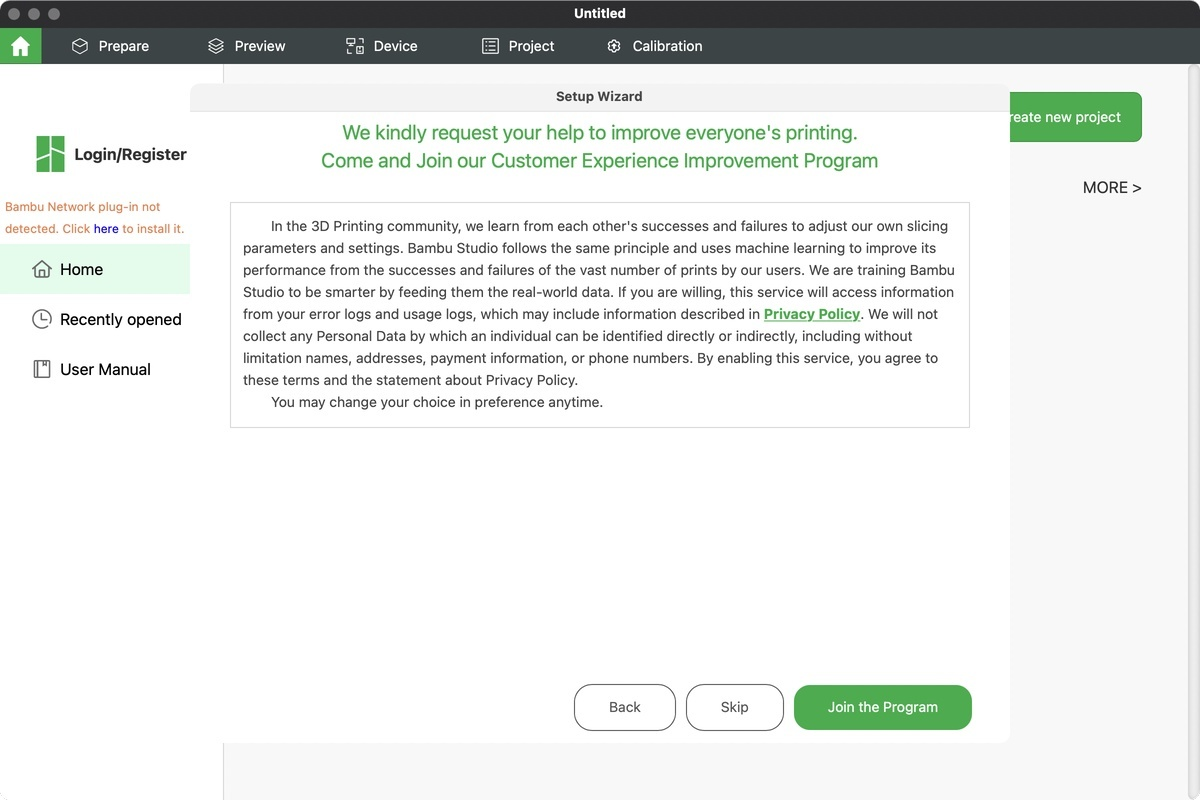 Untitled
Prepare
Preview
Device
Project
Calibration
Setup Wizard
We kindly request your help to improve everyone's printing.
Come and Join our Customer Experience Improvement Program
reate new project
Login/Register
MORE >
Bambu Network plug-in not
detected. Click here to install it.
Home
Recently opened
User Manual
In the 3D Printing community, we learn from each other's successes and failures to adjust our own slicing
parameters and settings. Bambu Studio follows the same principle and uses machine learning to improve its
performance from the successes and failures of the vast number of prints by our users. We are training Bambu
Studio to be smarter by feeding them the real-world data. If you are willing, this service will access information
from your error logs and usage logs, which may include information described in Privacy Policy. We will not
collect any Personal Data by which an individual can be identified directly or indirectly, including without
limitation names, addresses, payment information, or phone numbers. By enabling this service, you agree to
these terms and the statement about Privacy Policy.
You may change your choice in preference anytime.
Back
Skip
Join the Program